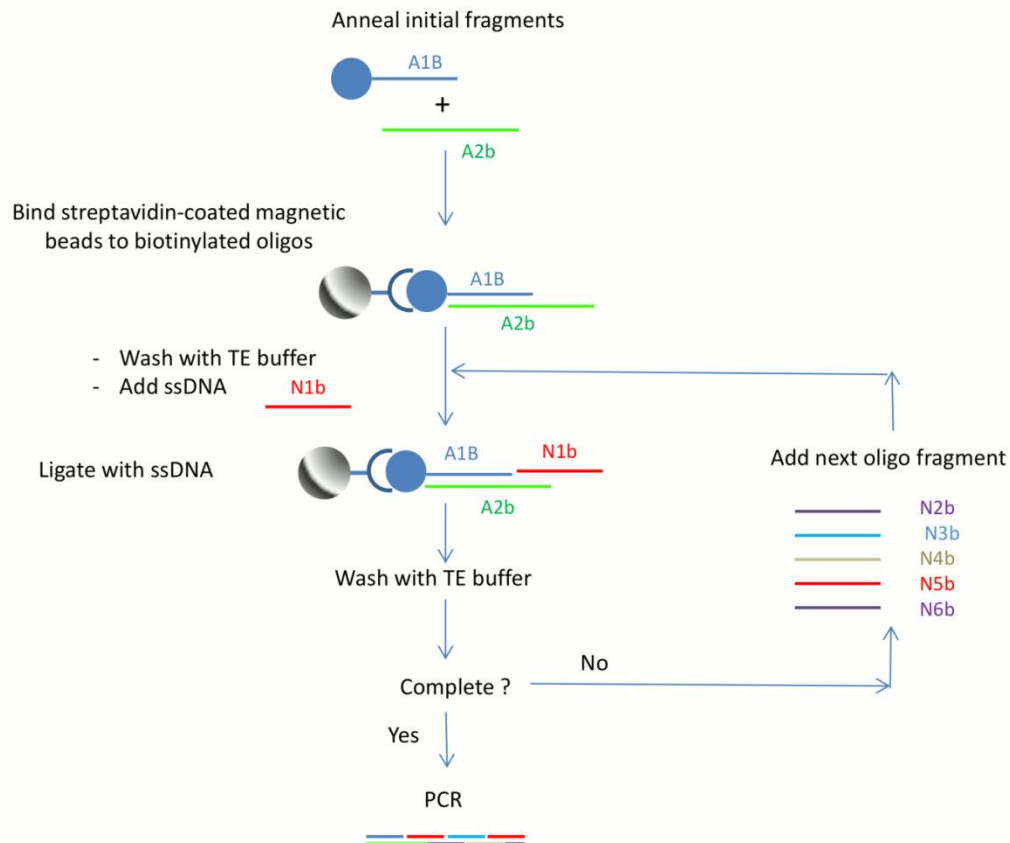 Anneal initial fragments
A1B
+
A2b
Bind streptavidin-coated magnetic
beads to biotinylated oligos
A1B
A2b
- Wash with TE buffer
- Add ssDNA
N1b
Ligate with ssDNA
A1B
N1b
A2b
Add next oligo fragment
N2b
N3b
N4b
N5b
N6b
Wash with TE buffer
Complete ?
No
Yes
PCR